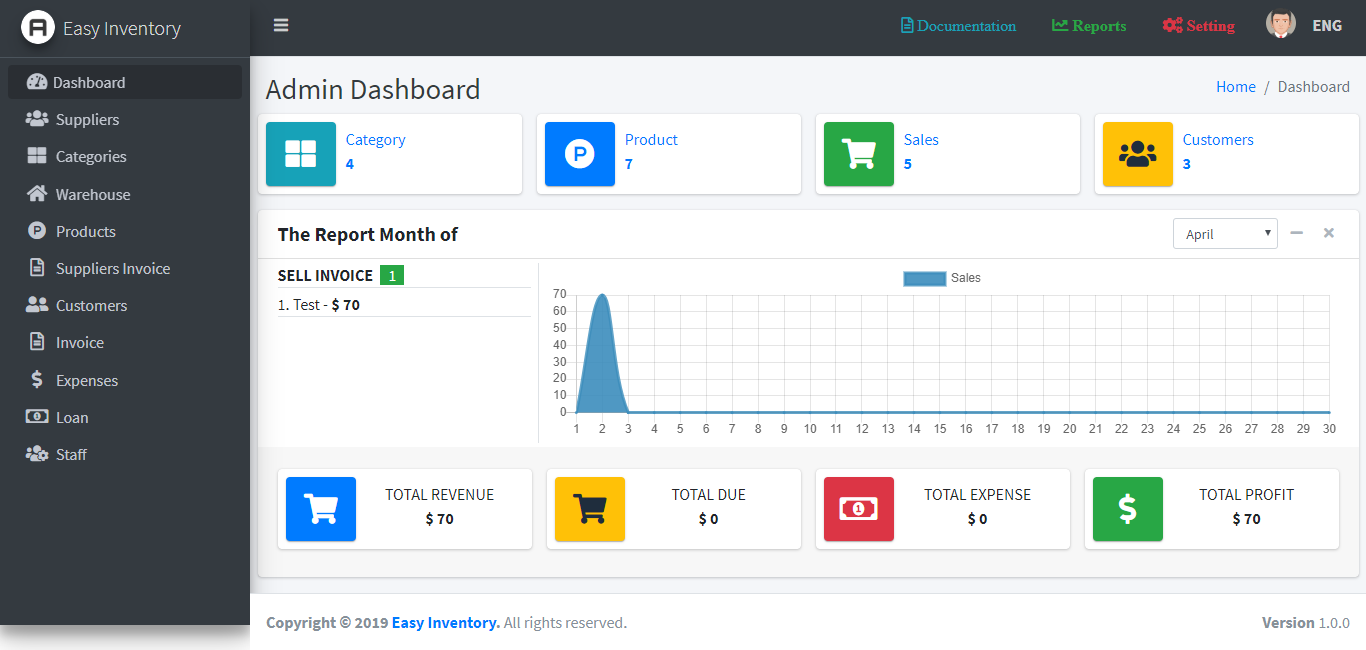 Easy Inventory
Documentation Reports Setting ENG
Dashboard
Suppliers
Categories
Warehouse
Products
Suppliers Invoice
Customers
Invoice
Expenses
Loan
Staff
Admin Dashboard
Home / Dashboard
Category
4
Product
7
Sales
5
Customers
3
The Report Month of
April
SELL INVOICE 1
1. Test - $ 70
Sales
70
60
50
40
30
20
10
0
1 2 3 4 5 6 7 8 9 10 11 12 13 14 15 16 17 18 19 20 21 22 23 24 25 26 27 28 29 30
TOTAL REVENUE
$ 70
TOTAL DUE
$ 0
TOTAL EXPENSE
$ 0
TOTAL PROFIT
$ 70
Copyright © 2019 Easy Inventory. All rights reserved.
Version 1.0.0